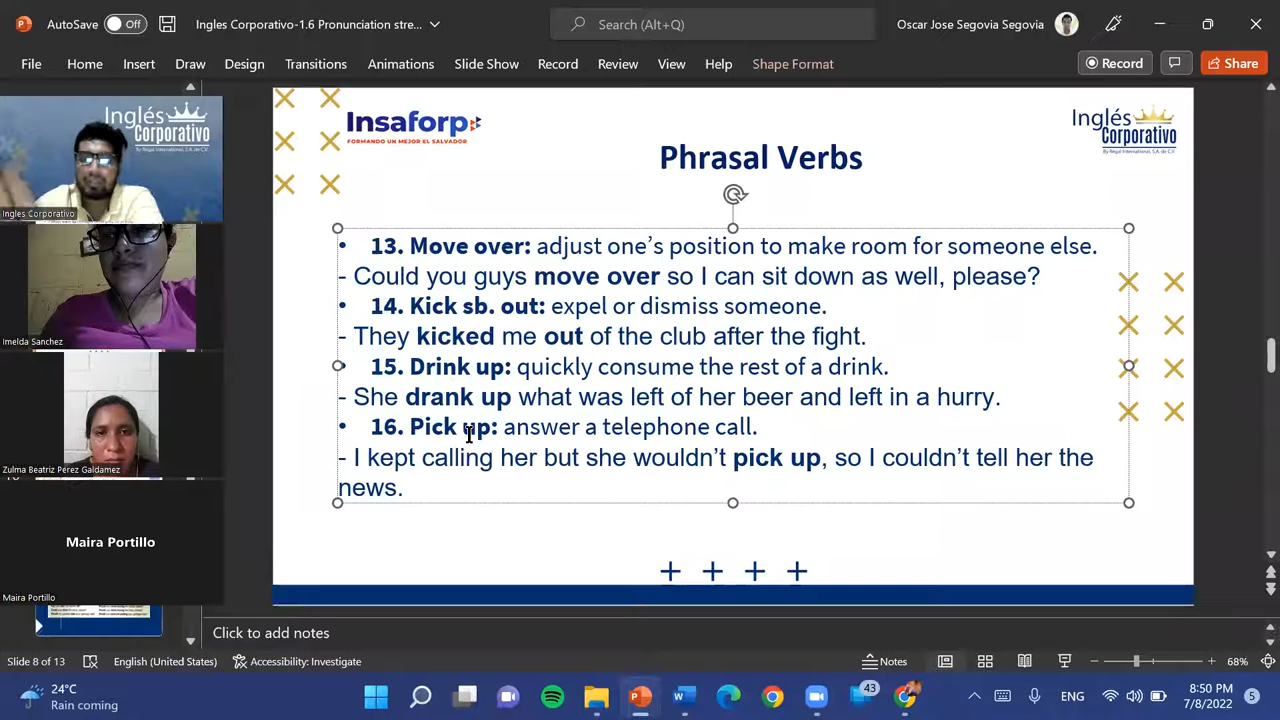 AutoSave Off Ingles Corporativo-1.6 Pronunciation stre... Search (Alt+Q) Oscar Jose Segovia Segovia
File Home Insert Draw Design Transitions Animations Slide Show Record Review View Help Shape Format Record Share
Inglés
Corporativo
Ingles Corporativo
Imelda Sanchez
Zulma Beatriz Pérez Galdamez
Maira Portillo
Maira Portillo
Insaforp
FORMANDO UN MEJOR EL SALVADOR
Inglés
Corporativo
By Regal International, S.A. de C.V.
Phrasal Verbs
• 13. Move over: adjust one's position to make room for someone else.
- Could you guys move over so I can sit down as well, please?
• 14. Kick sb. out: expel or dismiss someone.
- They kicked me out of the club after the fight.
15. Drink up: quickly consume the rest of a drink.
- She drank up what was left of her beer and left in a hurry.
• 16. Pick up: answer a telephone call.
- I kept calling her but she wouldn't pick up, so I couldn't tell her the
news.
Click to add notes
Slide 8 of 13 English (United States) Accessibility: Investigate Notes 68%
24°C
Rain coming
43
ENG
8:50 PM
7/8/2022
5